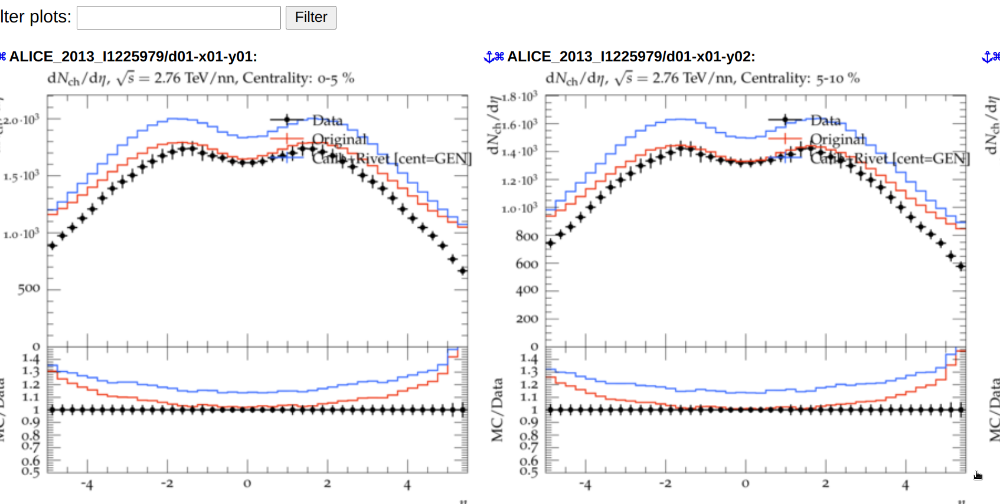 lter plots: Filter
ALICE_2013_I1225979/d01-x01-y01:
dN_ch/dη, √s = 2.76 TeV/nn, Centrality: 0-5 %
2.0·10³
1.5·10³
1.0·10³
500
0
Data
Original
[cent=GEN]
1.4
1.3
1.2
1.1
1
0.9
0.8
0.7
0.6
0.5
MC/Data
-4 -2 0 2 4
η
ALICE_2013_I1225979/d01-x01-y02:
dN_ch/dη, √s = 2.76 TeV/nn, Centrality: 5-10 %
dN_ch/dη
1.8·10³
1.6·10³
1.4·10³
1.2·10³
1.0·10³
800
600
400
200
0
Data
Original
Rivet [cent=GEN]
1.4
1.3
1.2
1.1
1
0.9
0.8
0.7
0.6
0.5
MC/Data
-4 -2 0 2 4
η
dN_ch/dη
MC/Data